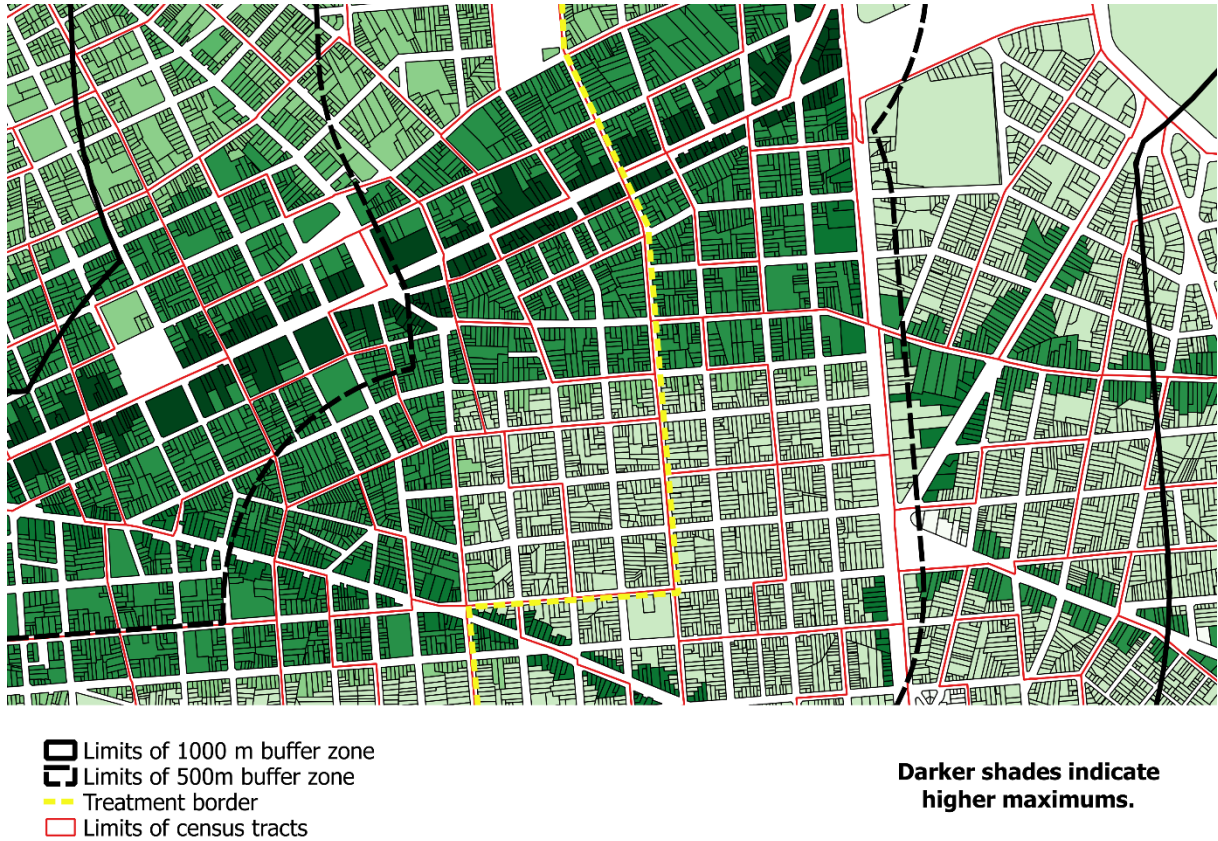 Limits of 1000 m buffer zone
Limits of 500m buffer zone
Treatment border
Limits of census tracts
Darker shades indicate
higher maximums.